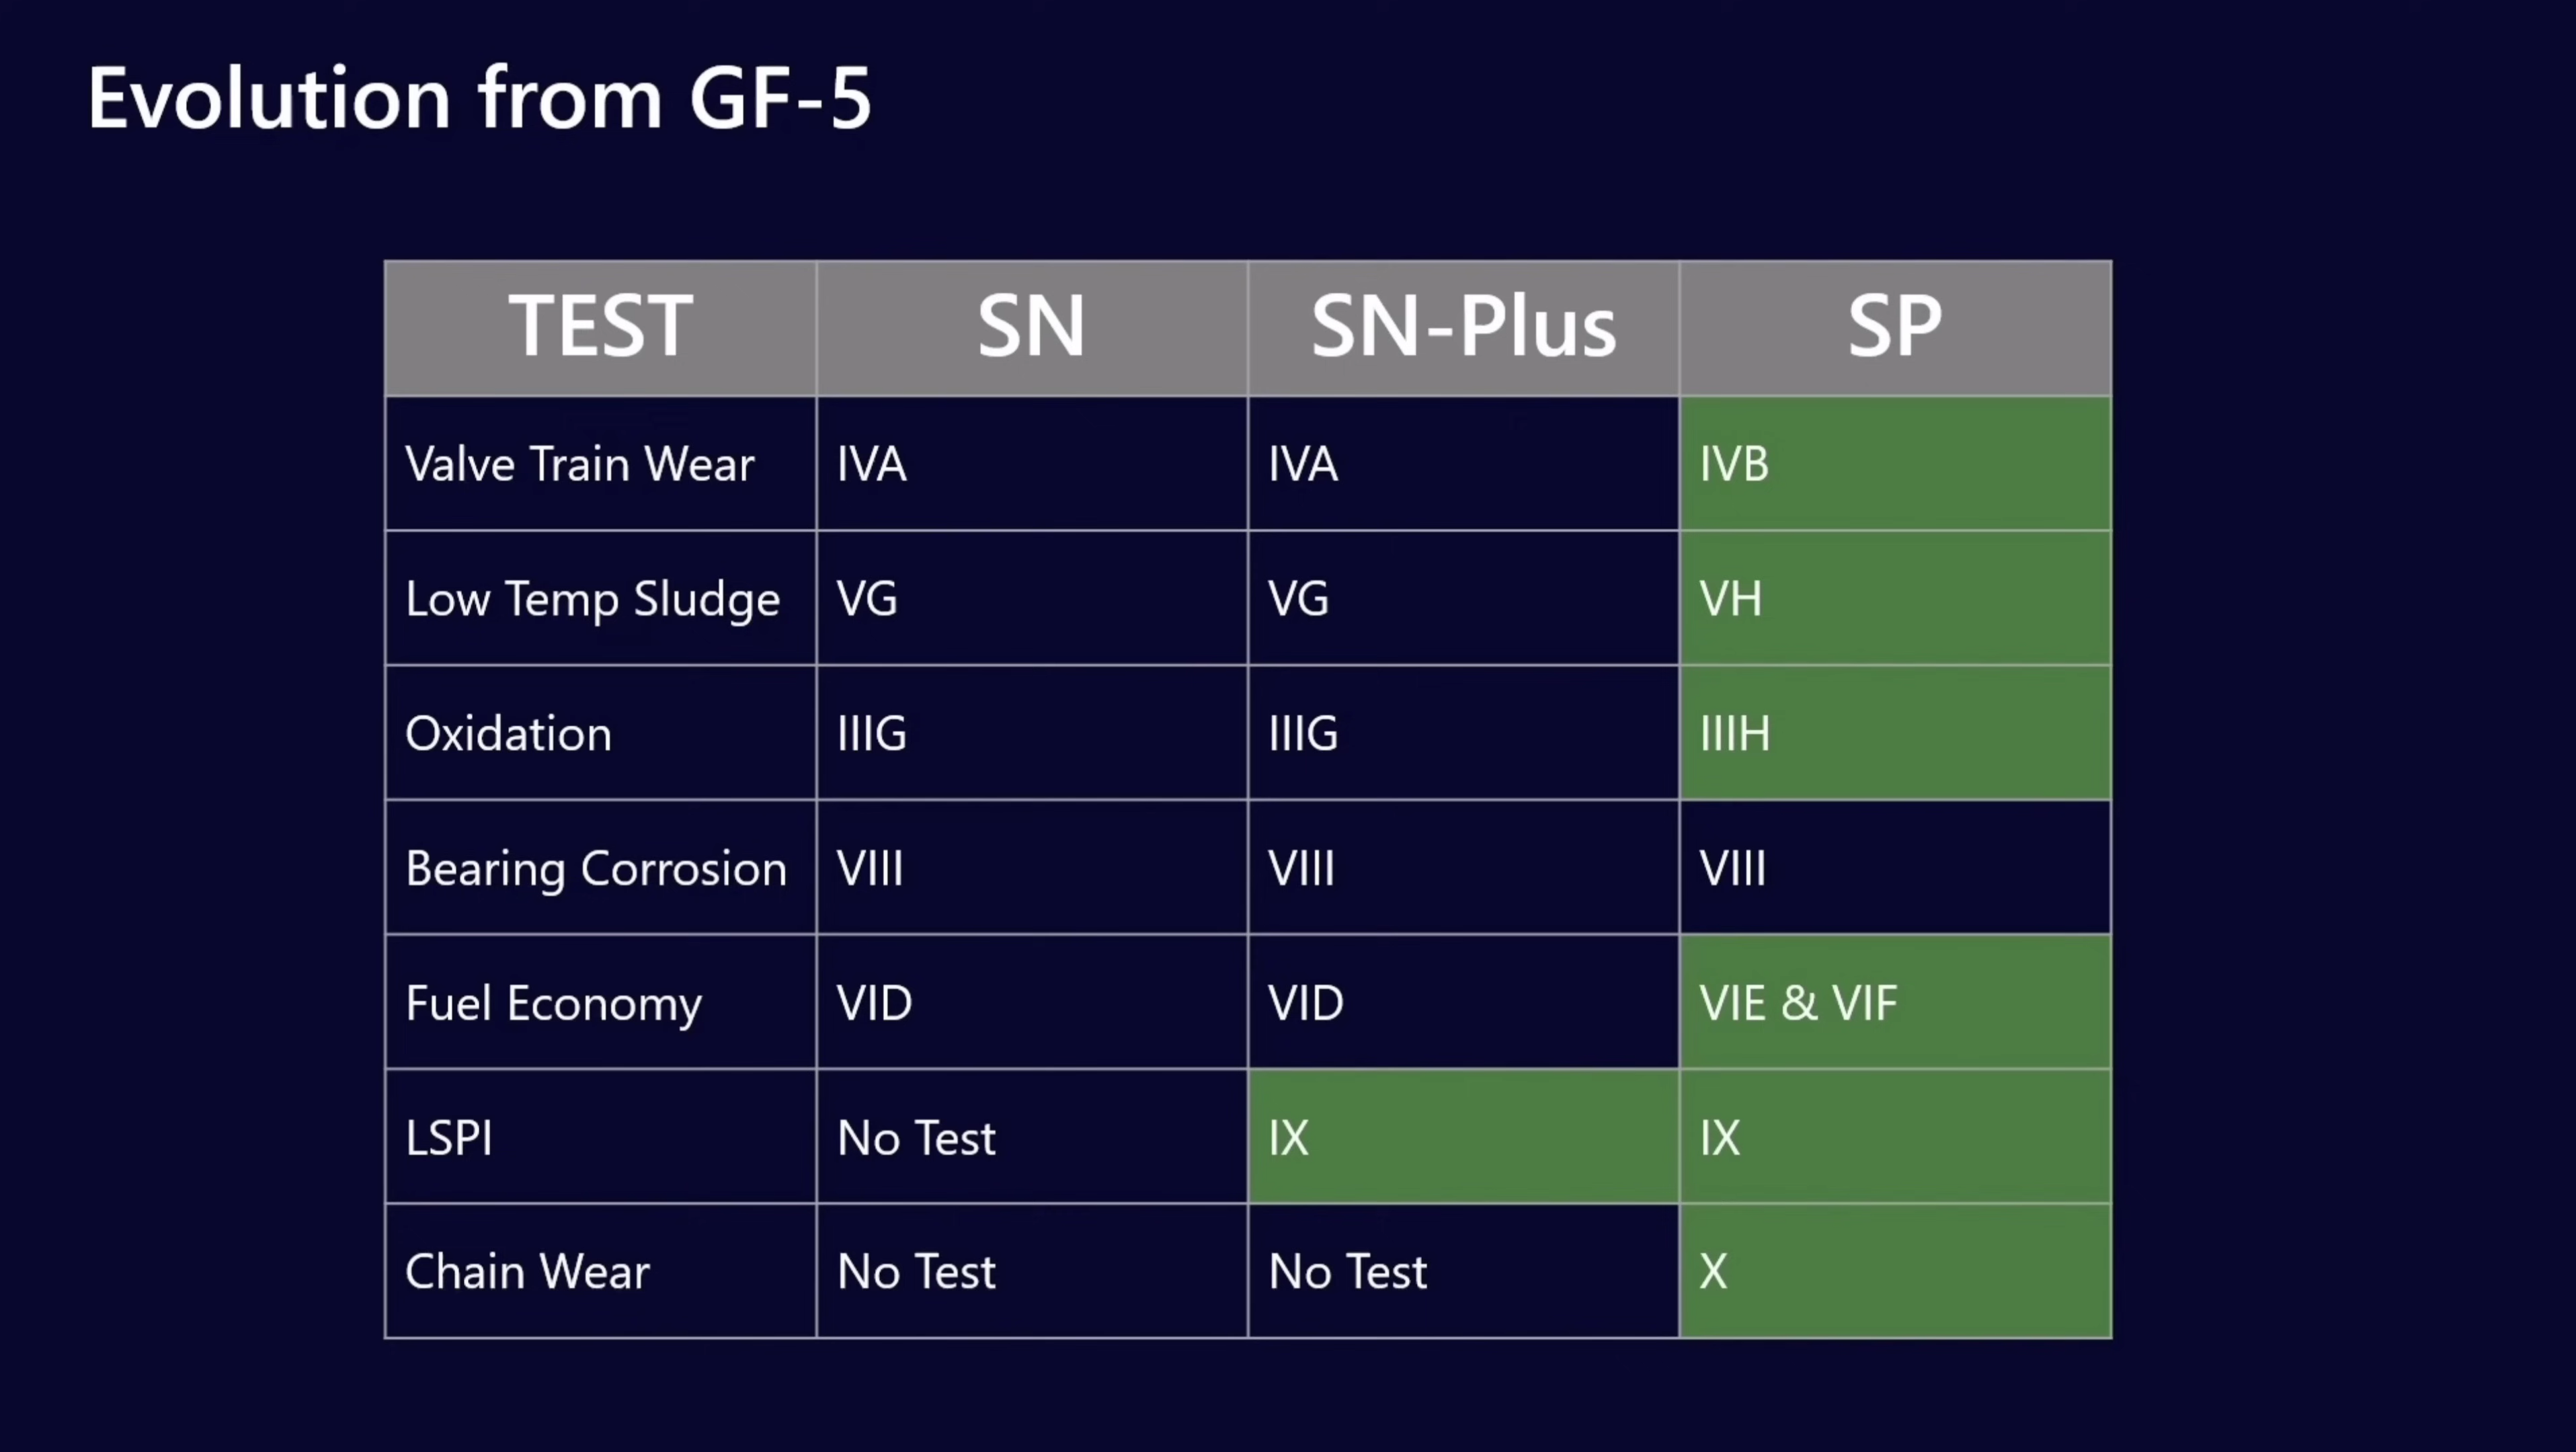 Evolution from GF-5
TEST SN SN-Plus SP
Valve Train Wear IVA IVA IVB
Low Temp Sludge VG VG VH
Oxidation IIIG IIIG IIIH
Bearing Corrosion VIII VIII VIII
Fuel Economy VID VID VIE & VIF
LSPI No Test IX IX
Chain Wear No Test No Test X